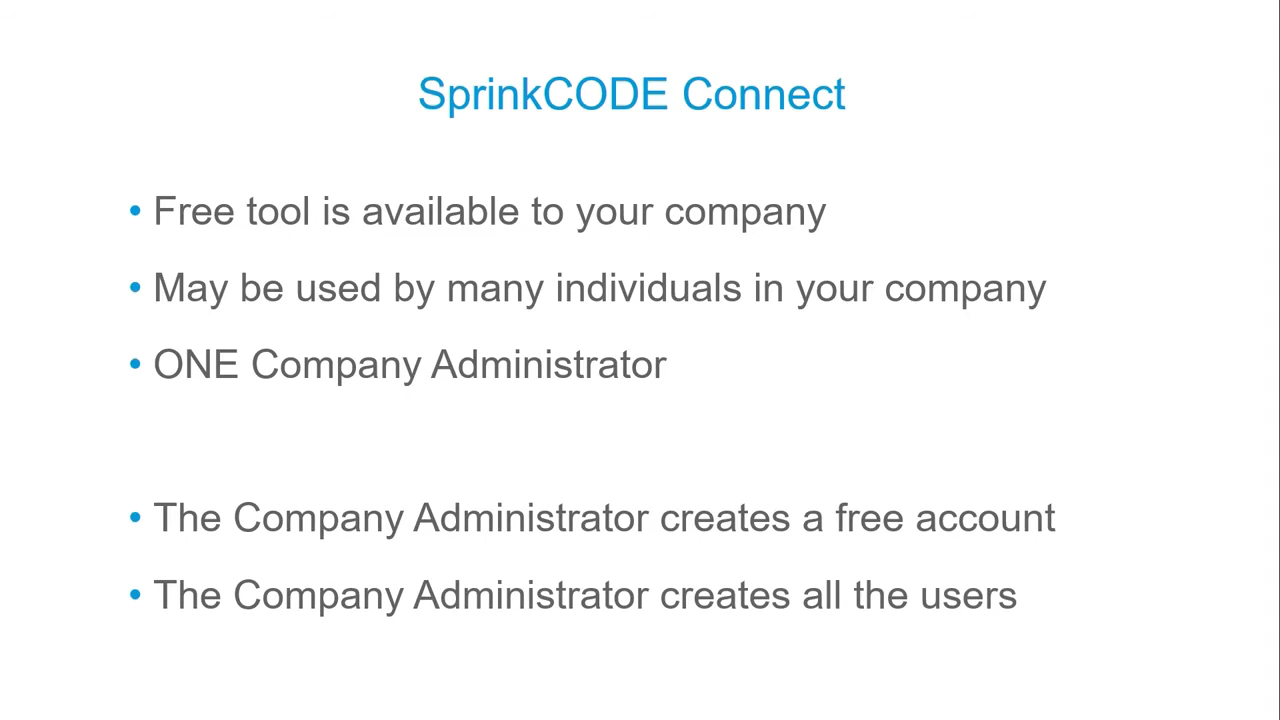 SprinkCODE Connect
• Free tool is available to your company
• May be used by many individuals in your company
• ONE Company Administrator
• The Company Administrator creates a free account
• The Company Administrator creates all the users